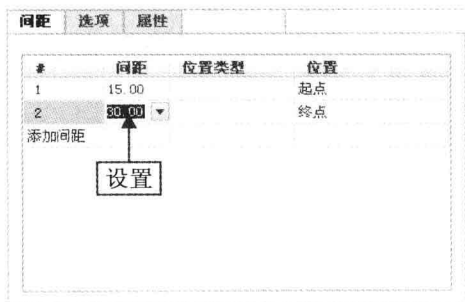 间距 选项 属性
# 间距 位置类型 位置
1 15.00 起点
2 30.00 终点
添加间距
设置